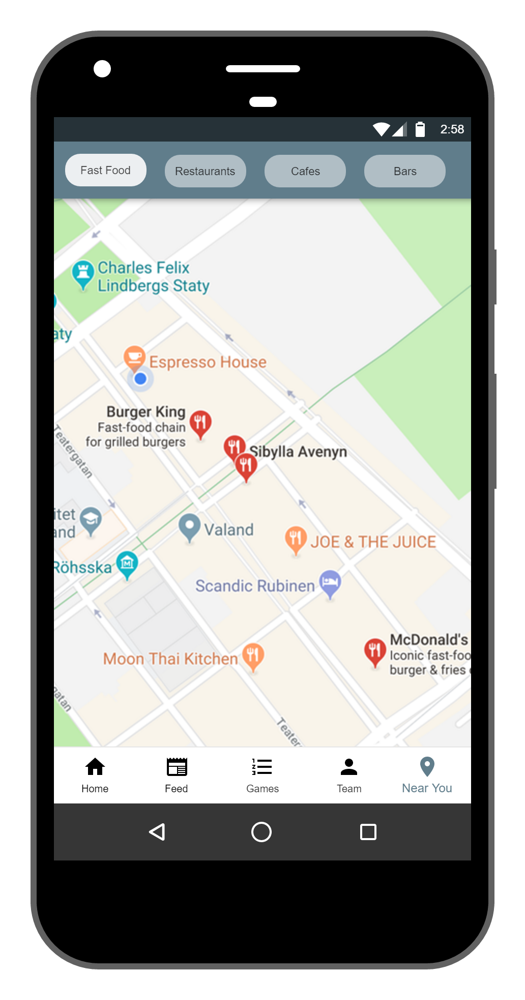 2:58
Fast Food
Restaurants
Cafes
Bars
Charles Felix
Lindbergs Staty
aty
Espresso House
Burger King
Fast-food chain
for grilled burgers
Sibylla Avenyn
Teatergatan
itet
and
Valand
JOE & THE JUICE
Röhsska
Scandic Rubinen
McDonald's
Iconic fast-foo
burger & fries
Moon Thai Kitchen
gatan
Teaterg
Home
Feed
Games
Team
Near You